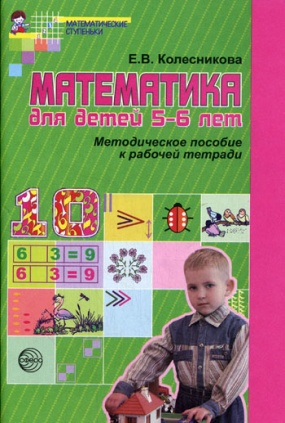 МАТЕМАТИЧЕСКИЕ
СТУПЕНЬКИ
Е.В. Колесникова
МАТЕМАТИКА
для детей 5–6 лет
Методическое пособие
к рабочей тетради
10
6 3=9
6 3=9
сфера